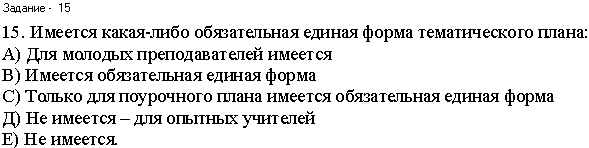 Задание - 15
15. Имеется какая-либо обязательная единая форма тематического плана:
А) Для молодых преподавателей имеется
В) Имеется обязательная единая форма
С) Только для поурочного плана имеется обязательная единая форма
Д) Не имеется – для опытных учителей
Е) Не имеется.